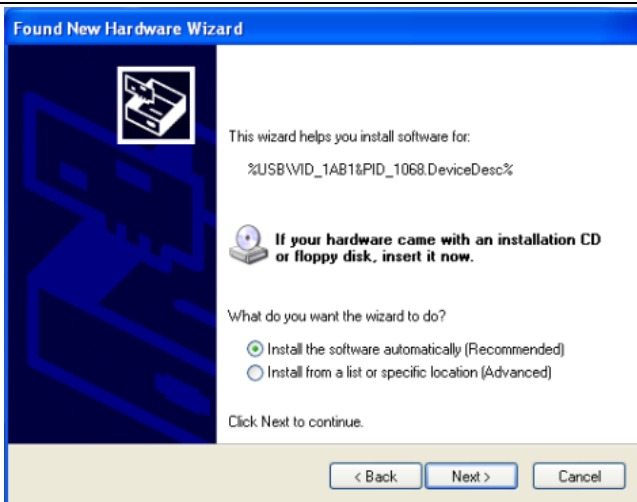 Found New Hardware Wizard
This wizard helps you install software for:
%USB\VID_1AB1&PID_1068.DeviceDesc%
If your hardware came with an installation CD
or floppy disk, insert it now.
What do you want the wizard to do?
Install the software automatically (Recommended)
Install from a list or specific location (Advanced)
Click Next to continue.
< Back Next > Cancel